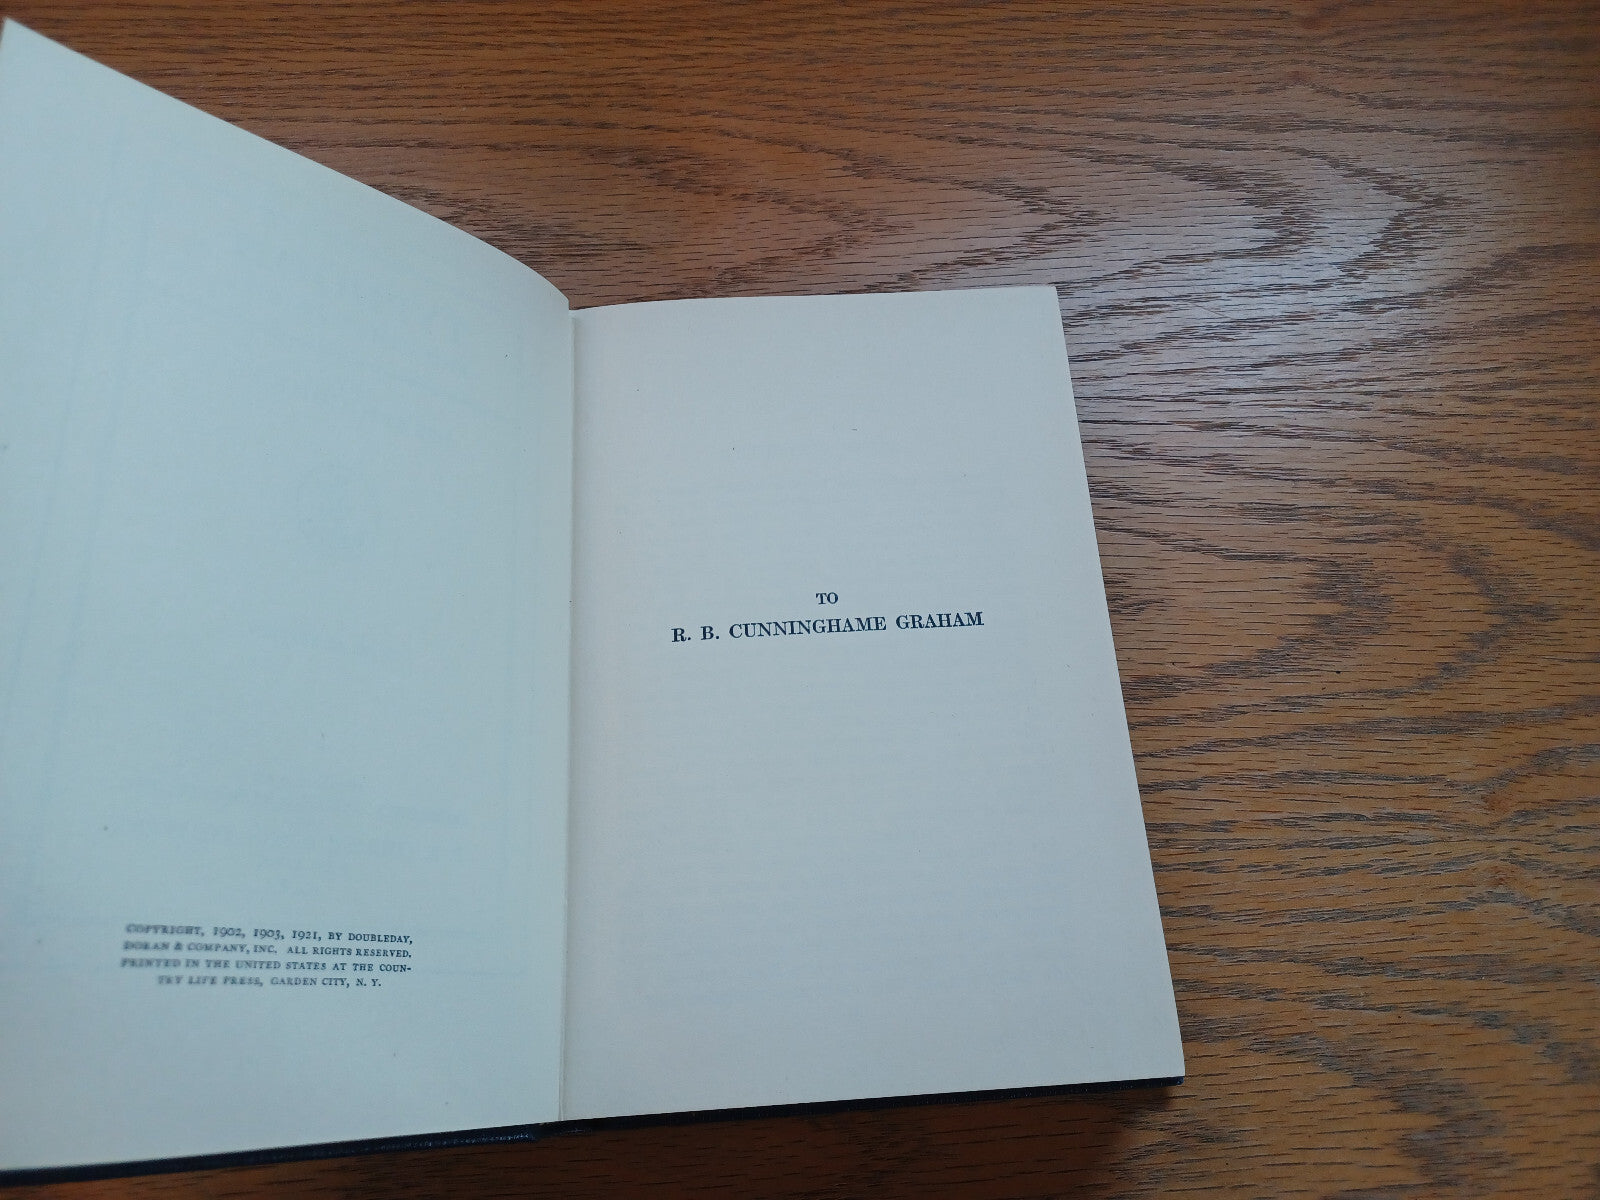 COPYRIGHT, 1902, 1903, 1921, BY DOUBLEDAY,
DORAN & COMPANY, INC. ALL RIGHTS RESERVED.
PRINTED IN THE UNITED STATES AT THE COUN-
TRY LIFE PRESS, GARDEN CITY, N. Y.
TO
R. B. CUNNINGHAME GRAHAM